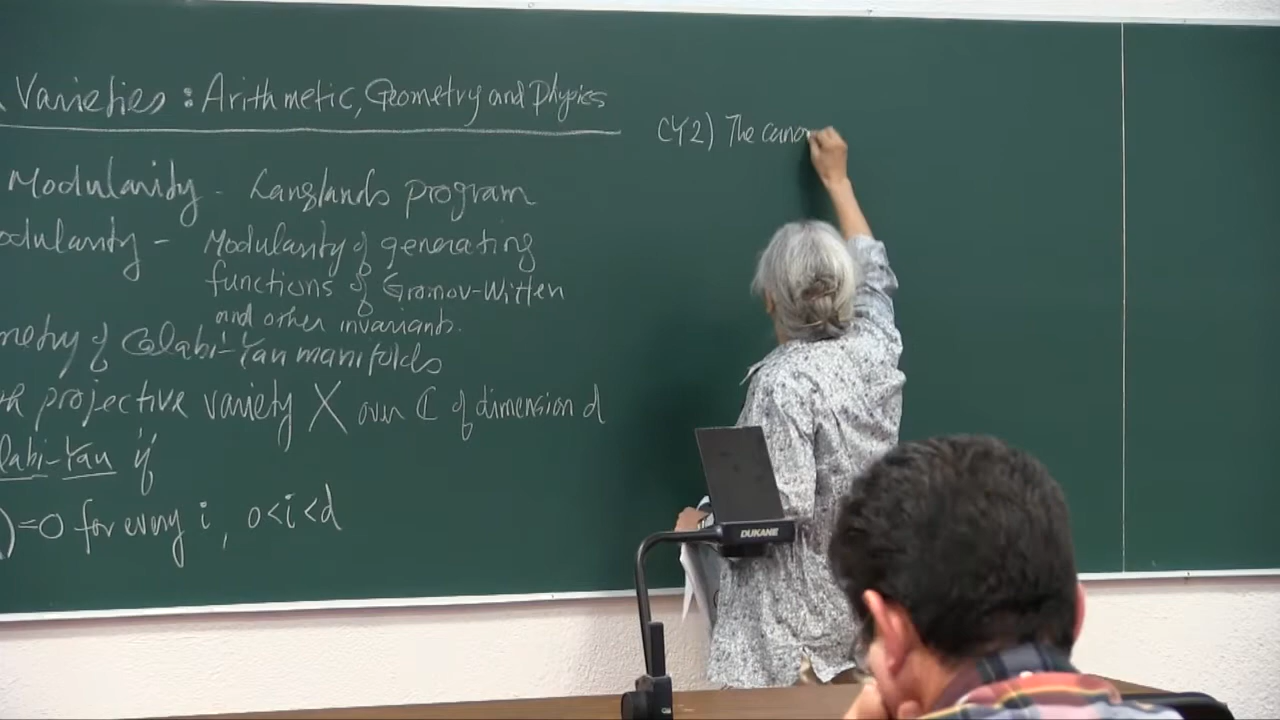 Varieties: Arithmetic, Geometry and Physics
Modularity - Langlands program
odularity - Modularity of generating
functions of Gromov-Witten
and other invariants.
metry of Calabi-Yau manifolds
th projective variety X over ℂ of dimension d
labi-Yau if
)=0 for every i, 0<i<d
CY2) The cano
DUKANE